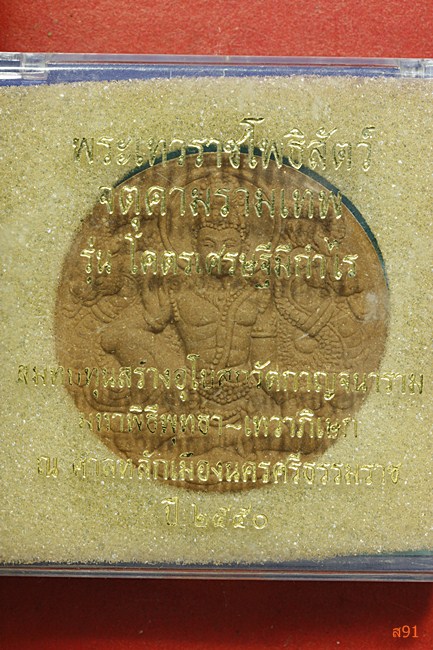 พระเทวราชโพธิสัตว์
จตุคามรามเทพ
รุ่น โคตรเศรษฐีมีกำไร
สมทบทุนสร้างอุโบสถวัดกาญจนาราม
มหาพิธีพุทธา~เทวาภิเษก
ณ ศาลหลักเมืองนครศรีธรรมราช
ปี ๒๕๕๐
ส91